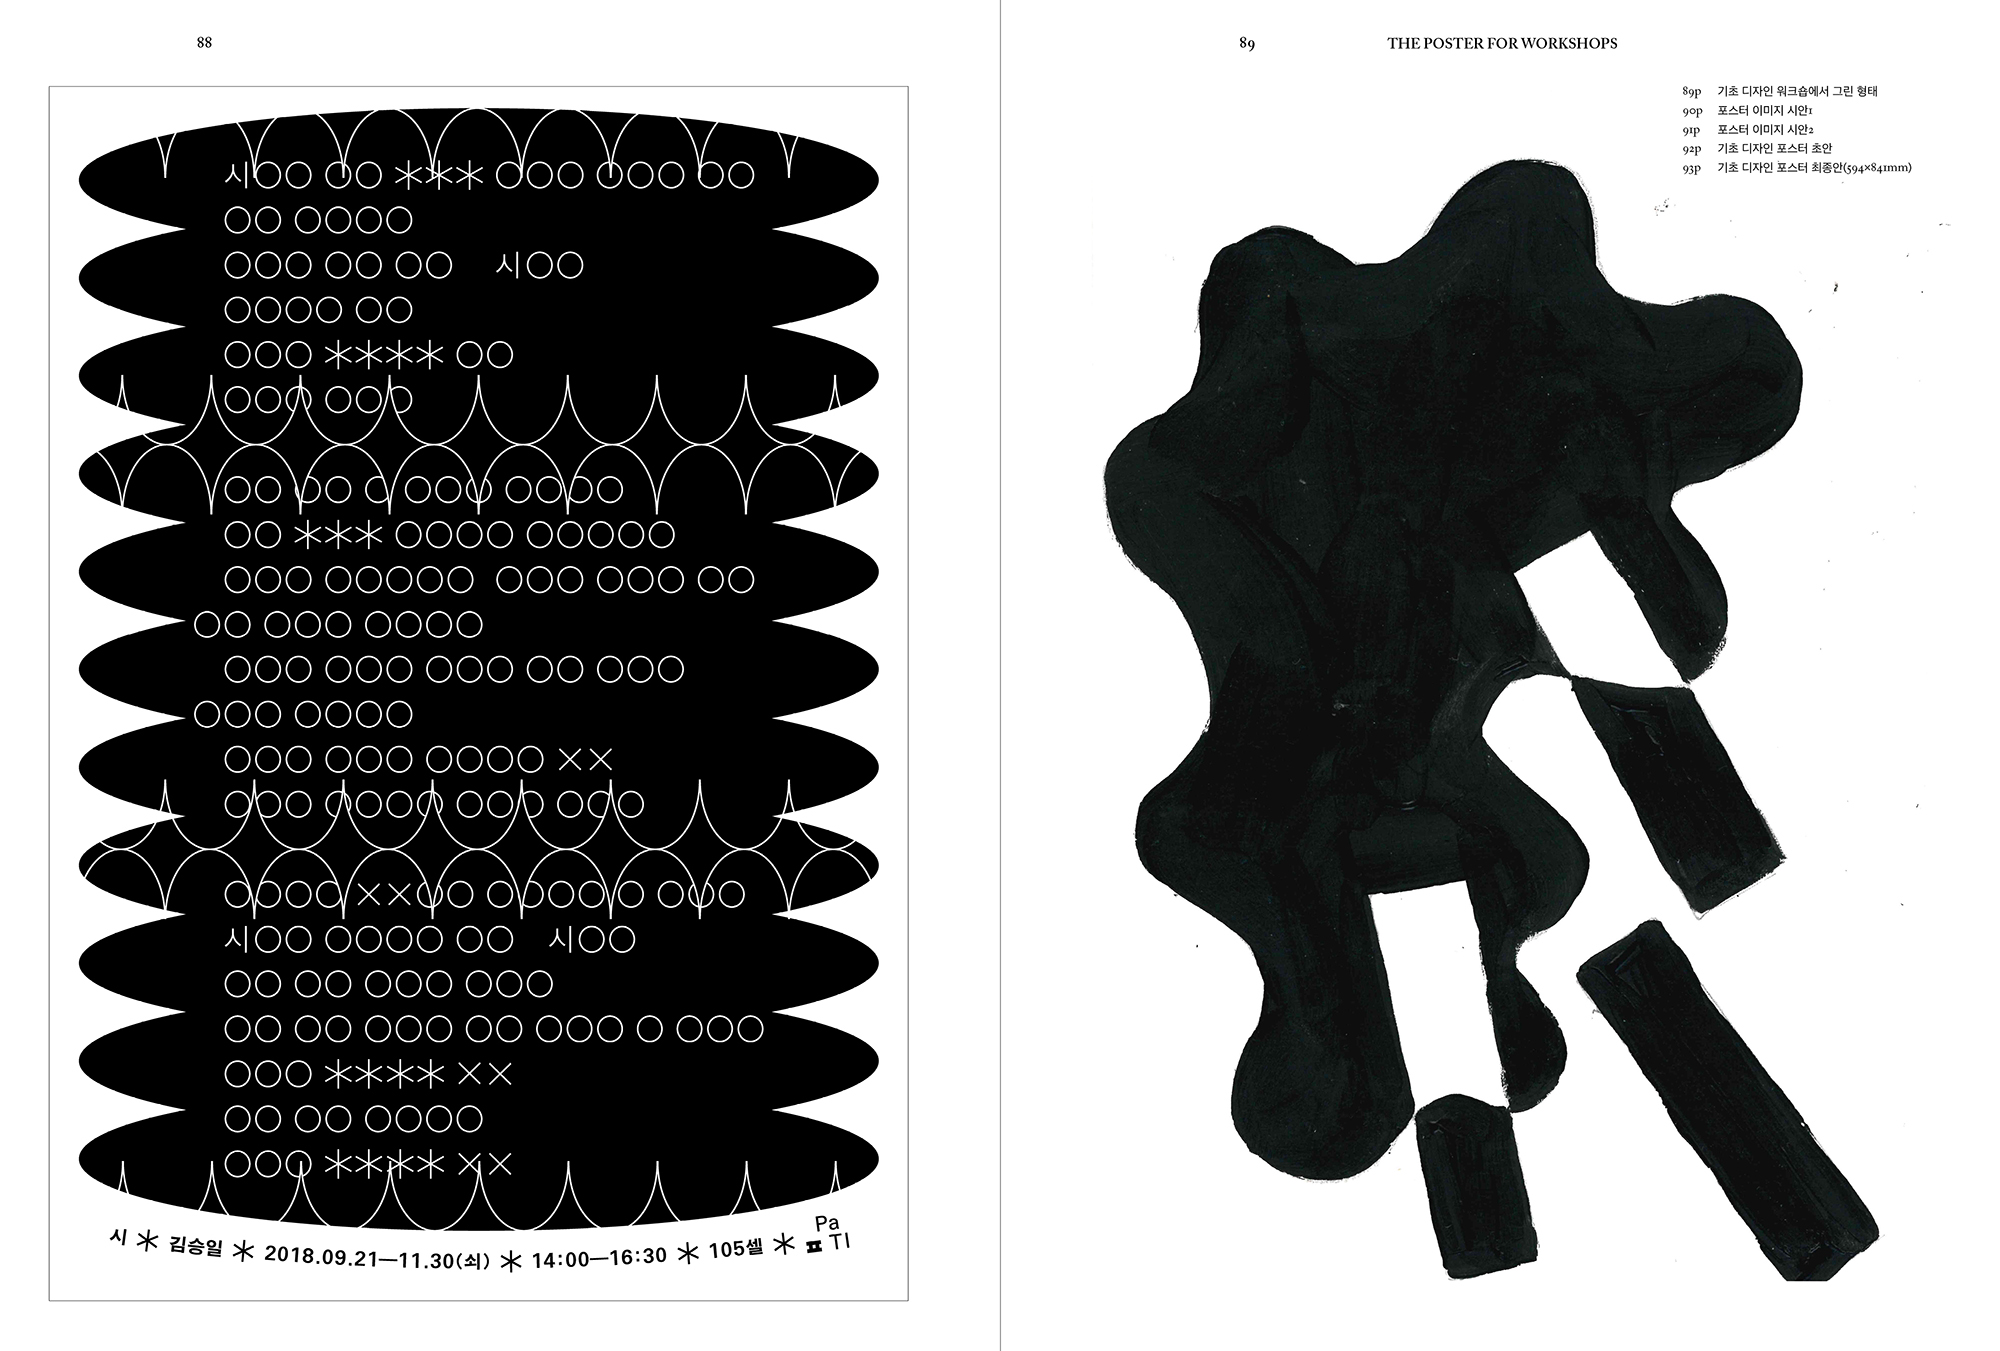 88
시○○ ○○ *** ○○○ ○○○ ○○
○○ ○○○○
○○○ ○○ ○○ 시○○
○○○○ ○○
○○○ **** ○○
○○○ ○○○
○○ ○○ ○ ○○○ ○○○○
○○ *** ○○○○ ○○○○○
○○○ ○○○○○ ○○○ ○○○ ○○
○○ ○○○ ○○○○
○○○ ○○○ ○○○ ○○ ○○○
○○○ ○○○○
○○○ ○○○ ○○○○ ××
○○○ ○○○○ ○○○ ○○○
○○○○ ××○○ ○○○○○ ○○○
시○○ ○○○○ ○○ 시○○
○○ ○○ ○○○ ○○○
○○ ○○ ○○○ ○○ ○○○ ○ ○○○
○○○ **** ××
○○ ○○ ○○○○
○○○ **** ××
시 * 김승일 * 2018.09.21—11.30(쇠) * 14:00—16:30 * 105셀 *
Pa
TI
89 THE POSTER FOR WORKSHOPS
89p 기초 디자인 워크숍에서 그린 형태
90p 포스터 이미지 시안1
91p 포스터 이미지 시안2
92p 기초 디자인 포스터 초안
93p 기초 디자인 포스터 최종안(594×841mm)